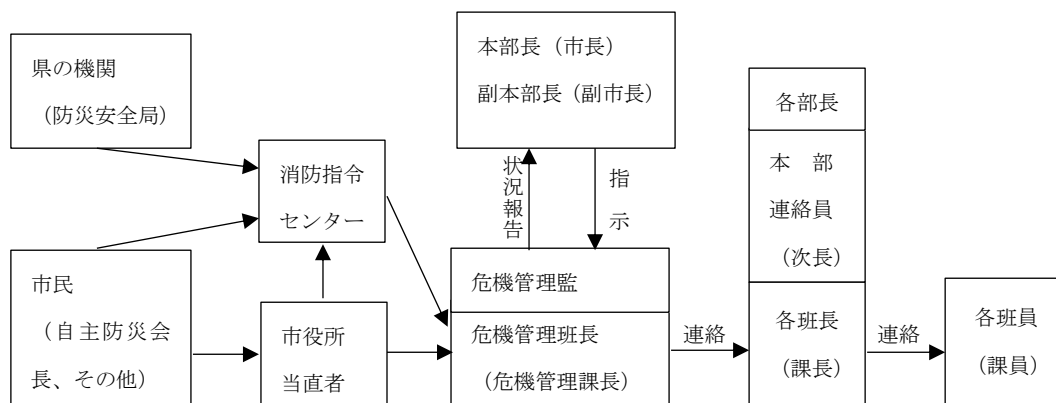 県の機関
（防災安全局）
本部長（市長）
副本部長（副市長）
各部長
消防指令
センター
状況報告
指示
本　部
連絡員
（次長）
市民
（自主防災会
長、その他）
市役所
当直者
危機管理監
危機管理班長
（危機管理課長）
連絡
各班長
（課長）
連絡
各班員
（課員）